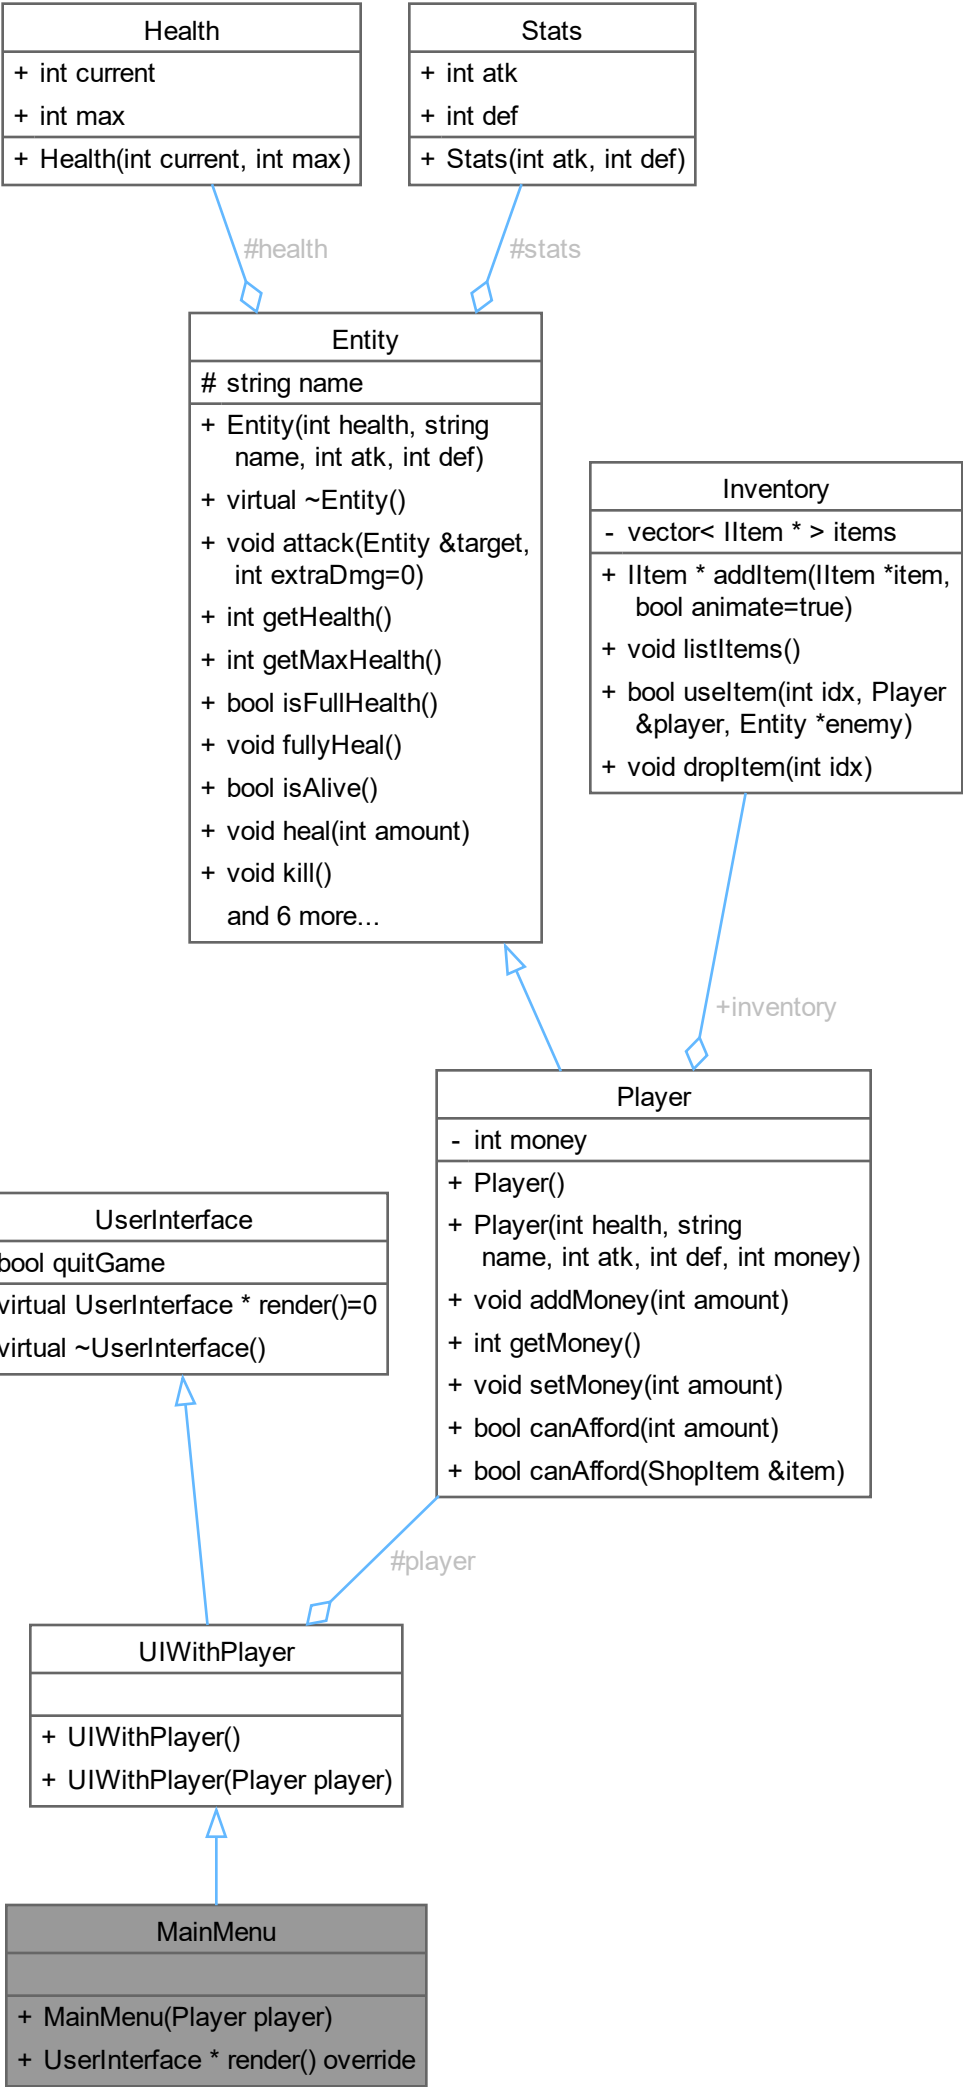 Health
+ int current
+ int max
+ Health(int current, int max)
Stats
+ int atk
+ int def
+ Stats(int atk, int def)
#health
#stats
Entity
# string name
+ Entity(int health, string
name, int atk, int def)
+ virtual ~Entity()
+ void attack(Entity &target,
int extraDmg=0)
+ int getHealth()
+ int getMaxHealth()
+ bool isFullHealth()
+ void fullyHeal()
+ bool isAlive()
+ void heal(int amount)
+ void kill()
and 6 more...
Inventory
- vector< IItem * > items
+ IItem * addItem(IItem *item,
bool animate=true)
+ void listItems()
+ bool useItem(int idx, Player
&player, Entity *enemy)
+ void dropItem(int idx)
+inventory
Player
- int money
+ Player()
+ Player(int health, string
name, int atk, int def, int money)
+ void addMoney(int amount)
+ int getMoney()
+ void setMoney(int amount)
+ bool canAfford(int amount)
+ bool canAfford(ShopItem &item)
UserInterface
bool quitGame
virtual UserInterface * render()=0
virtual ~UserInterface()
#player
UIWithPlayer
+ UIWithPlayer()
+ UIWithPlayer(Player player)
MainMenu
+ MainMenu(Player player)
+ UserInterface * render() override